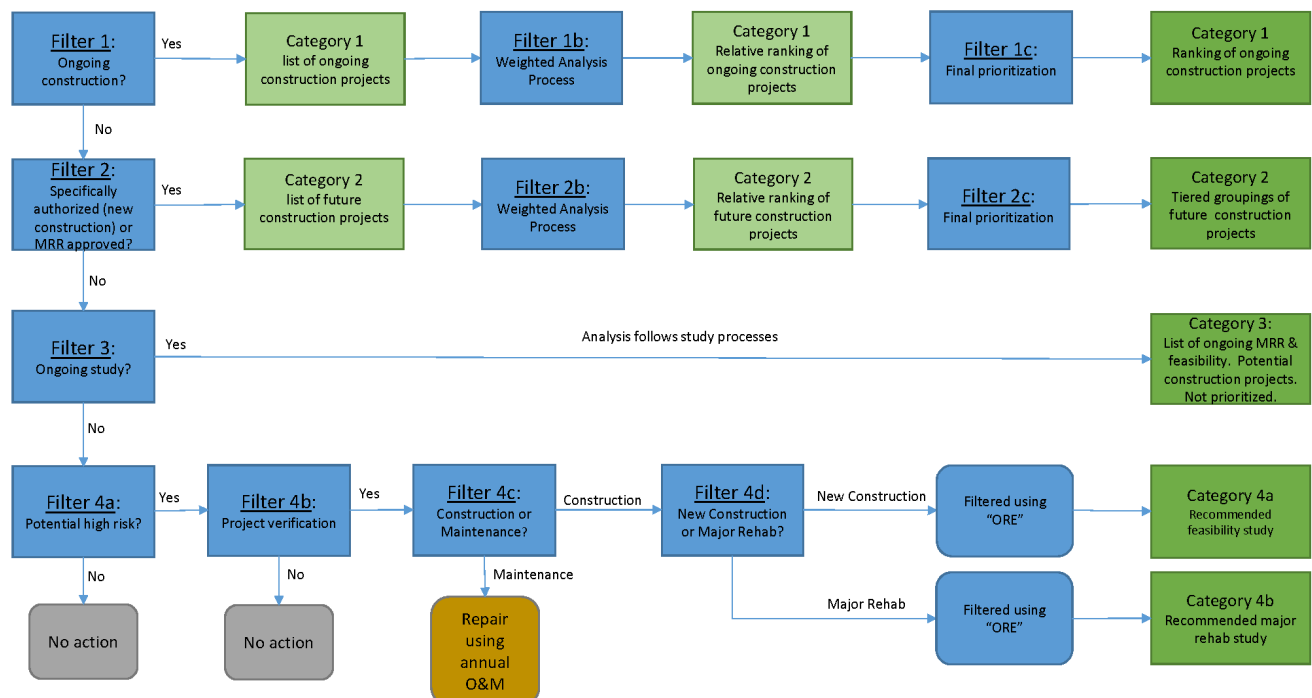 Filter 1:
Ongoing
construction?
Yes
Category 1
list of ongoing
construction projects
Filter 1b:
Weighted Analysis
Process
Category 1
Relative ranking of
ongoing construction
projects
Filter 1c:
Final prioritization
Category 1
Ranking of ongoing
construction projects
No
Filter 2:
Specifically
authorized (new
construction) or
MRR approved?
Yes
Category 2
list of future
construction projects
Filter 2b:
Weighted Analysis
Process
Category 2
Relative ranking of
future construction
projects
Filter 2c:
Final prioritization
Category 2
Tiered groupings of
future construction
projects
No
Filter 3:
Ongoing study?
Yes
Analysis follows study processes
Category 3:
List of ongoing MRR &
feasibility. Potential
construction projects.
Not prioritized.
No
Filter 4a:
Potential high risk?
Yes
Filter 4b:
Project verification
Yes
Filter 4c:
Construction or
Maintenance?
Construction
Filter 4d:
New Construction
or Major Rehab?
New Construction
Filtered using
“ORE”
Category 4a
Recommended
feasibility study
No
No action
No
No action
Maintenance
Repair
using
annual
O&M
Major Rehab
Filtered using
“ORE”
Category 4b
Recommended major
rehab study